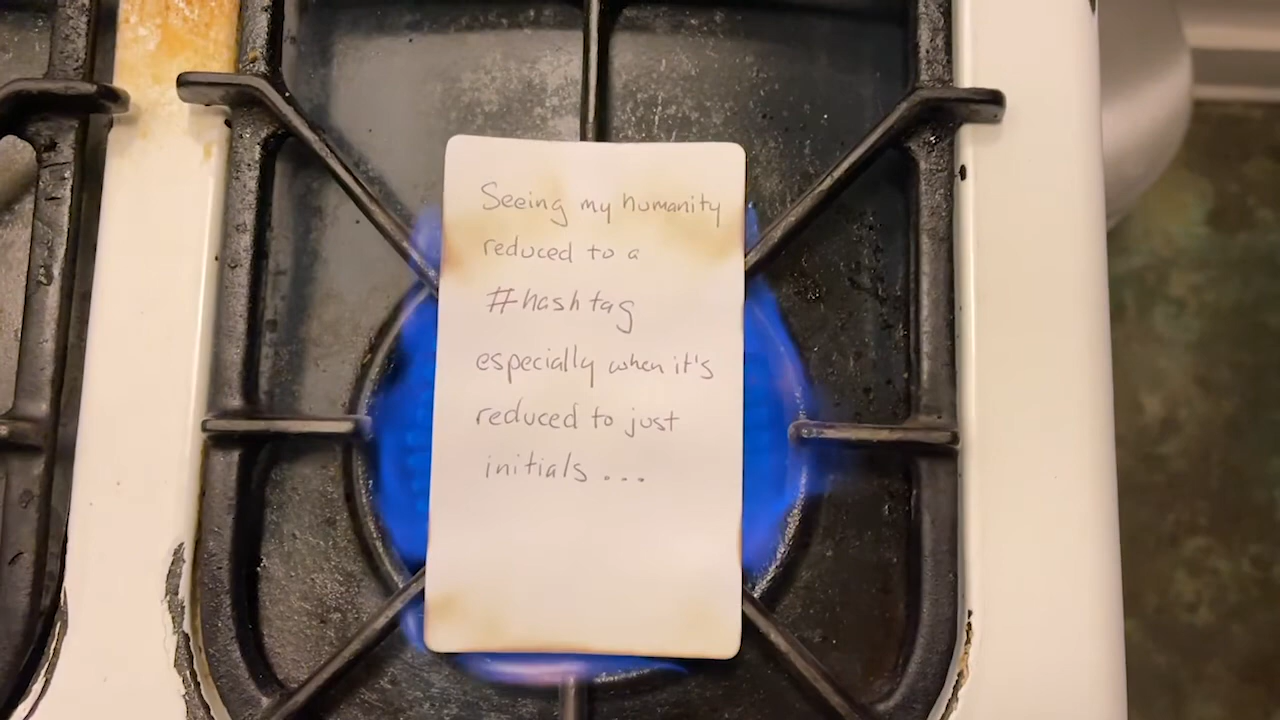 Seeing my humanity
reduced to a
#hashtag
especially when it's
reduced to just
initials ...